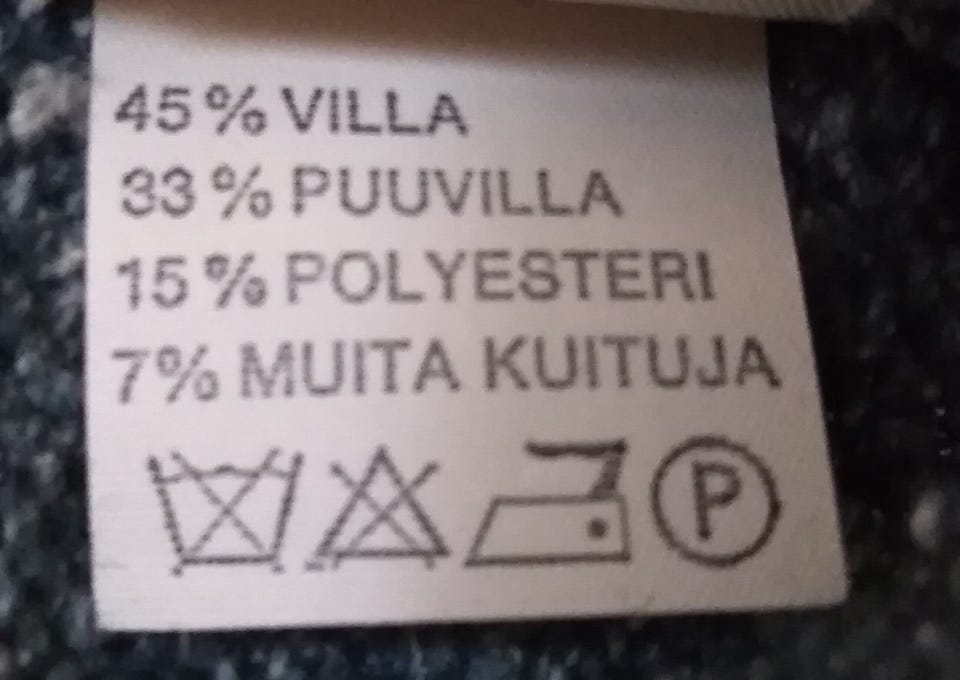 45% VILLA
33% PUUVILLA
15% POLYESTERI
7% MUITA KUITUJA
P